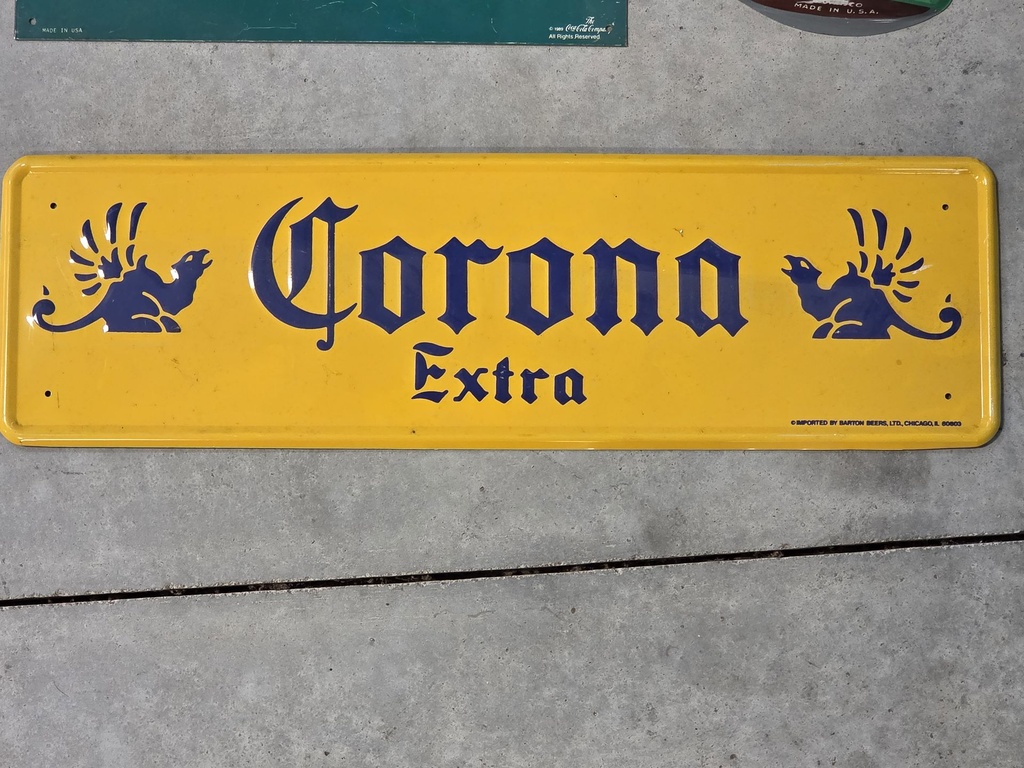 MADE IN USA
© 1985 The Coca-Cola Company
All Rights Reserved
MADE IN U.S.A.
Corona
Extra
© IMPORTED BY BARTON BEERS, LTD., CHICAGO, IL 60603